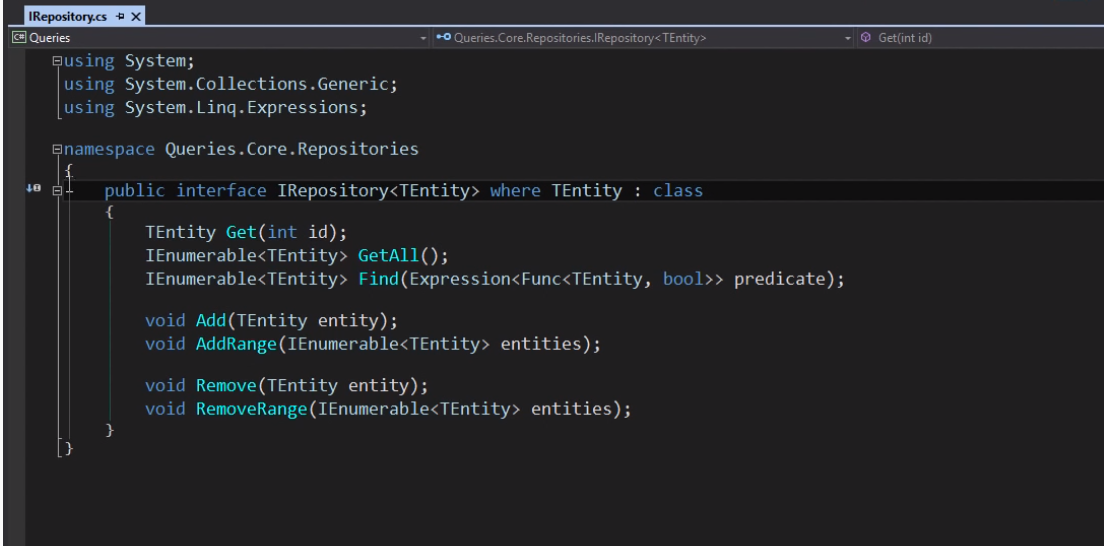 IRepository.cs
C# Queries
Queries.Core.Repositories.IRepository<TEntity>
Get(int id)
using System;
using System.Collections.Generic;
using System.Linq.Expressions;
namespace Queries.Core.Repositories
{
public interface IRepository<TEntity> where TEntity : class
{
TEntity Get(int id);
IEnumerable<TEntity> GetAll();
IEnumerable<TEntity> Find(Expression<Func<TEntity, bool>> predicate);
void Add(TEntity entity);
void AddRange(IEnumerable<TEntity> entities);
void Remove(TEntity entity);
void RemoveRange(IEnumerable<TEntity> entities);
}
}